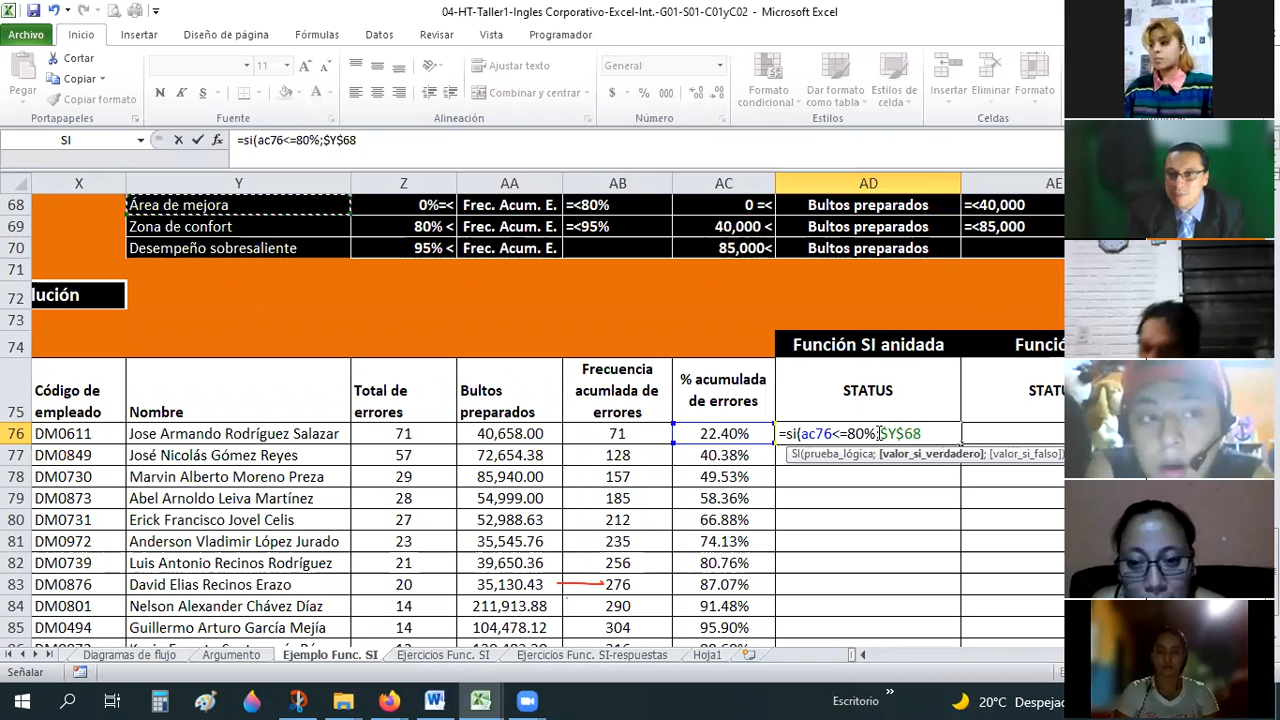 04-HT-Taller1-Ingles Corporativo-Excel-Int.-G01-S01-C01yC02 - Microsoft Excel
Archivo Inicio Insertar Diseño de página Fórmulas Datos Revisar Vista Programador
Pegar Cortar Copiar Copiar formato
N K S 11 A A
Ajustar texto
Combinar y centrar
General
$ % 000
Formato condicional Dar formato como tabla Estilos de celda
Insertar Eliminar Formato
Portapapeles Fuente Alineación Número Estilos Celdas
SI fx =si(ac76<=80%;$Y$68
X Y Z AA AB AC AD AE
68 Área de mejora 0%=< Frec. Acum. E. =<80% 0 =< Bultos preparados =<40,000
69 Zona de confort 80% < Frec. Acum. E. =<95% 40,000 < Bultos preparados =<85,000
70 Desempeño sobresaliente 95% < Frec. Acum. E. 85,000< Bultos preparados
71
72 lución
73
74 Función SI anidada Funció
75 Código de empleado Nombre Total de errores Bultos preparados Frecuencia acumlada de errores % acumulada de errores STATUS STATU
76 DM0611 Jose Armando Rodríguez Salazar 71 40,658.00 71 22.40% =si(ac76<=80%;$Y$68
SI(prueba_lógica; [valor_si_verdadero]; [valor_si_falso])
77 DM0849 José Nicolás Gómez Reyes 57 72,654.38 128 40.38%
78 DM0730 Marvin Alberto Moreno Preza 29 85,940.00 157 49.53%
79 DM0873 Abel Arnoldo Leiva Martínez 28 54,999.00 185 58.36%
80 DM0731 Erick Francisco Jovel Celis 27 52,988.63 212 66.88%
81 DM0972 Anderson Vladimir López Jurado 23 35,545.76 235 74.13%
82 DM0739 Luis Antonio Recinos Rodríguez 21 39,650.36 256 80.76%
83 DM0876 David Elias Recinos Erazo 20 35,130.43 276 87.07%
84 DM0801 Nelson Alexander Chávez Díaz 14 211,913.88 290 91.48%
85 DM0494 Guillermo Arturo García Mejía 14 104,478.12 304 95.90%
86
Diagramas de flujo Argumento Ejemplo Func. SI Ejercicios Func. SI Ejercicios Func. SI-respuestas Hoja1
Señalar
Escritorio » 20°C Despejac